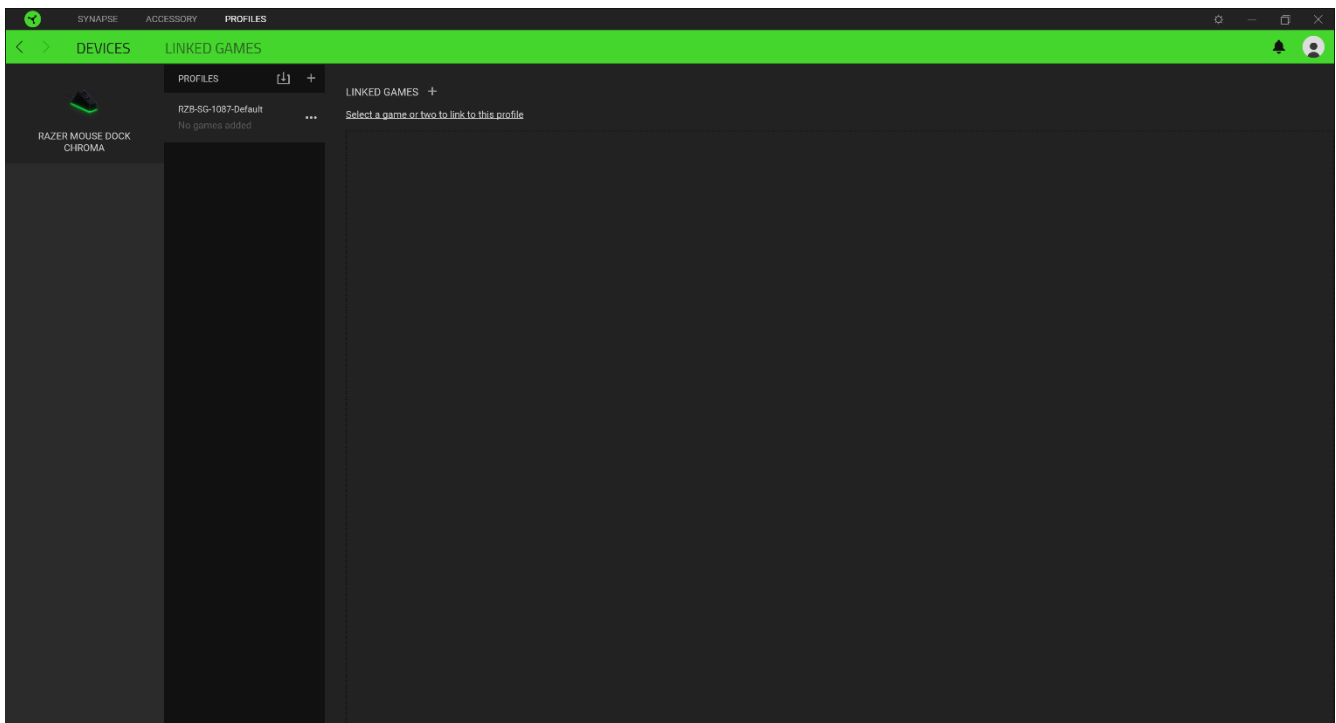 SYNAPSE ACCESSORY PROFILES
DEVICES LINKED GAMES
RAZER MOUSE DOCK
CHROMA
PROFILES
RZB-SG-1087-Default
No games added
LINKED GAMES
Select a game or two to link to this profile